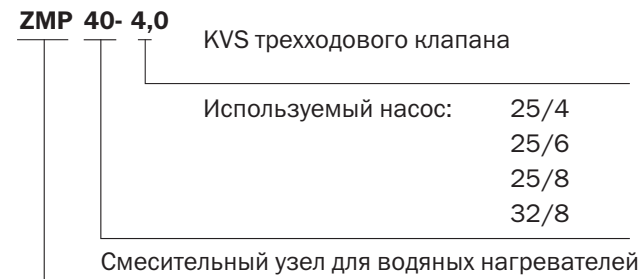 ZMP 40- 4,0
KVS трехходового клапана
Используемый насос: 25/4
25/6
25/8
32/8
Смесительный узел для водяных нагревателей